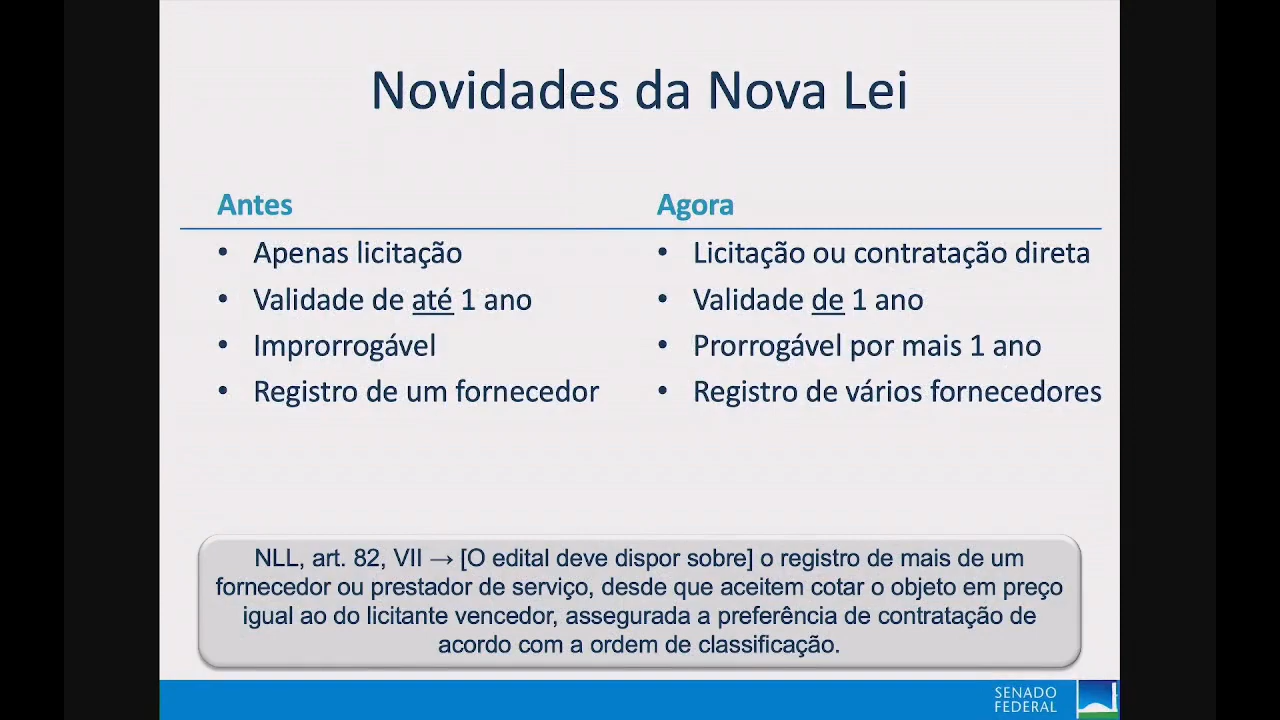 Novidades da Nova Lei
Antes
• Apenas licitação
• Validade de até 1 ano
• Improrrogável
• Registro de um fornecedor
Agora
• Licitação ou contratação direta
• Validade de 1 ano
• Prorrogável por mais 1 ano
• Registro de vários fornecedores
NLL, art. 82, VII → [O edital deve dispor sobre] o registro de mais de um
fornecedor ou prestador de serviço, desde que aceitem cotar o objeto em preço
igual ao do licitante vencedor, assegurada a preferência de contratação de
acordo com a ordem de classificação.
SENADO
FEDERAL